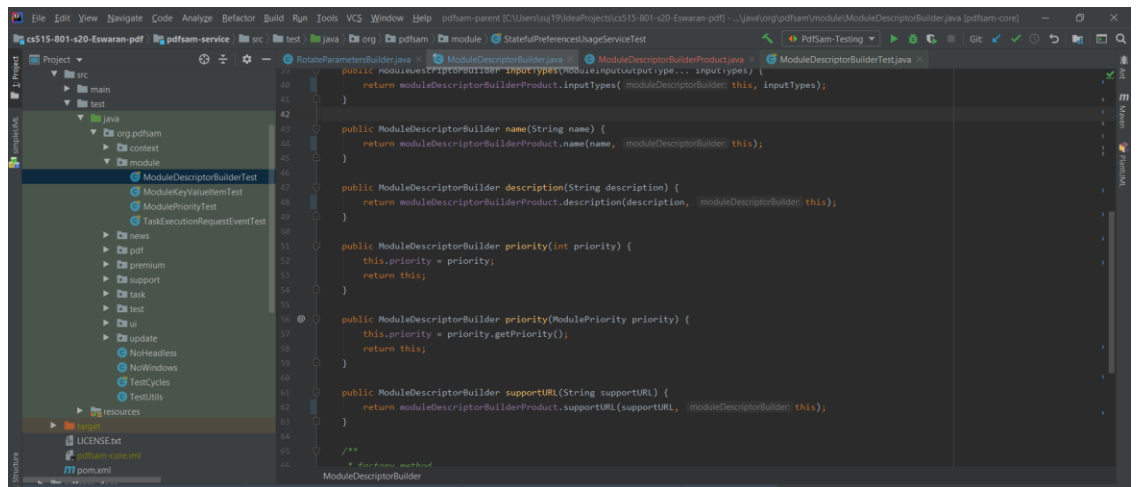 File Edit View Navigate Code Analyze Refactor Build Run Tools VCS Window Help pdfsam-parent [C:\Users\suj19\IdeaProjects\cs515-801-s20-Eswaran-pdf] - ...\java\org\pdfsam\module\ModuleDescriptorBuilder.java [pdfsam-core]
cs515-801-s20-Eswaran-pdf pdfsam-service src test java org pdfsam module StatefulPreferencesUsageServiceTest PdfSam-Testing Git:
Project RotateParametersBuilder.java ModuleDescriptorBuilder.java ModuleDescriptorBuilderProduct.java ModuleDescriptorBuilderTest.java
1: Project
simpleUML
Structure
src
main
test
java
org.pdfsam
context
module
ModuleDescriptorBuilderTest
ModuleKeyValueItemTest
ModulePriorityTest
TaskExecutionRequestEventTest
news
pdf
premium
support
task
test
ui
update
NoHeadless
NoWindows
TestCycles
TestUtils
resources
target
LICENSE.txt
pdfsam-core.iml
pom.xml
public ModuleDescriptorBuilder inputTypes(ModuleInputOutputType... inputTypes) {
40 return moduleDescriptorBuilderProduct.inputTypes( moduleDescriptorBuilder: this, inputTypes);
41 }
42
43 public ModuleDescriptorBuilder name(String name) {
44 return moduleDescriptorBuilderProduct.name(name, moduleDescriptorBuilder: this);
45 }
46
47 public ModuleDescriptorBuilder description(String description) {
48 return moduleDescriptorBuilderProduct.description(description, moduleDescriptorBuilder: this);
49 }
50
51 public ModuleDescriptorBuilder priority(int priority) {
52 this.priority = priority;
53 return this;
54 }
55
56 @ public ModuleDescriptorBuilder priority(ModulePriority priority) {
57 this.priority = priority.getPriority();
58 return this;
59 }
60
61 public ModuleDescriptorBuilder supportURL(String supportURL) {
62 return moduleDescriptorBuilderProduct.supportURL(supportURL, moduleDescriptorBuilder: this);
63 }
64
65 /**
66 * factory method
ModuleDescriptorBuilder
Ant
Maven
PlantUML